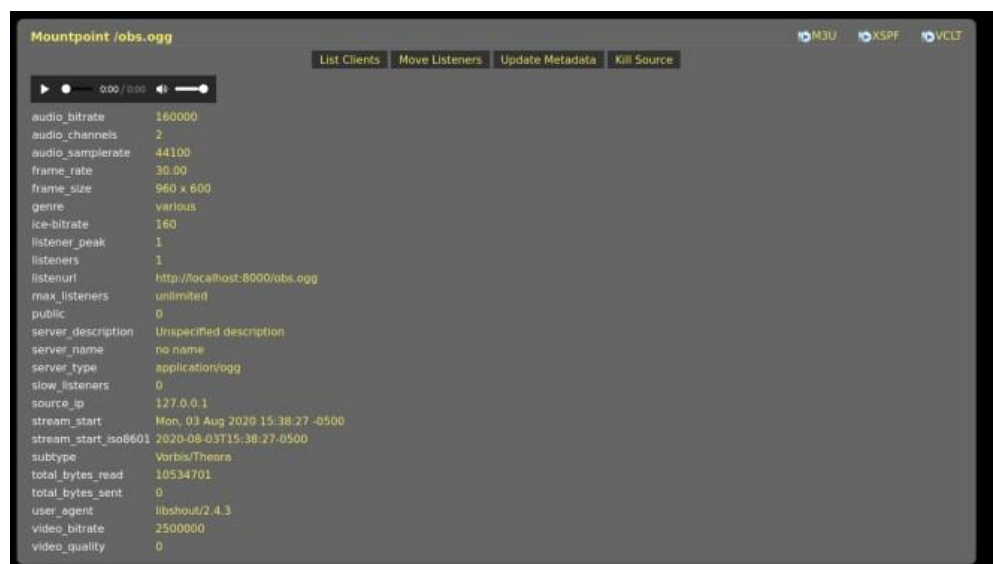 Mountpoint /obs.ogg M3U XSPF VCLT
List Clients Move Listeners Update Metadata Kill Source
0:00 / 0:00
audio_bitrate 160000
audio_channels 2
audio_samplerate 44100
frame_rate 30.00
frame_size 960 x 600
genre various
ice-bitrate 160
listener_peak 1
listeners 1
listenurl http://localhost:8000/obs.ogg
max_listeners unlimited
public 0
server_description Unspecified description
server_name no name
server_type application/ogg
slow_listeners 0
source_ip 127.0.0.1
stream_start Mon, 03 Aug 2020 15:38:27 -0500
stream_start_iso8601 2020-08-03T15:38:27-0500
subtype Vorbis/Theora
total_bytes_read 10534701
total_bytes_sent 0
user_agent libshout/2.4.3
video_bitrate 2500000
video_quality 0